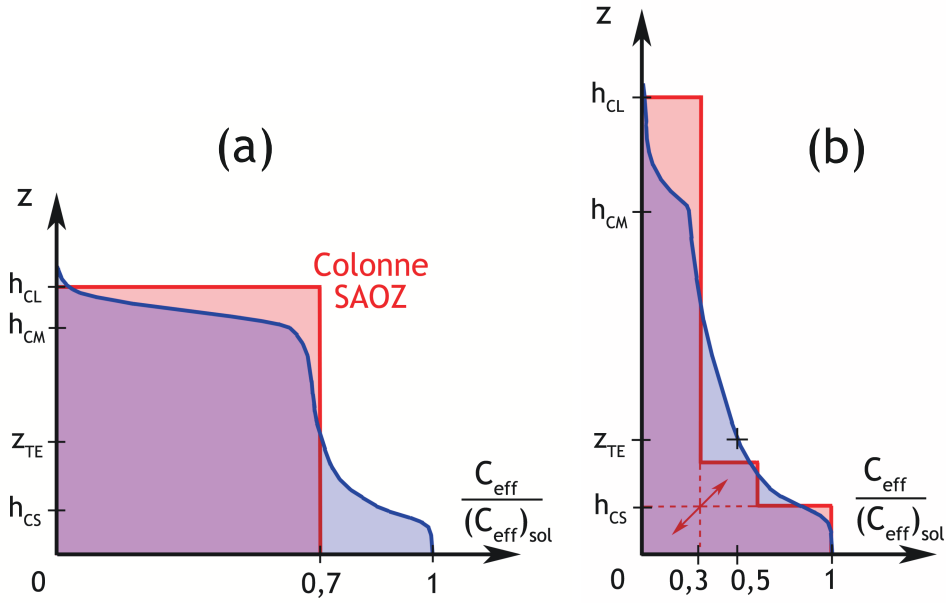 (a)
z
h_CL
h_CM
z_TE
h_CS
0
0,7
1
Colonne
SAOZ
C_eff
(C_eff)_sol
(b)
z
h_CL
h_CM
z_TE
h_CS
0
0,3
0,5
1
C_eff
(C_eff)_sol